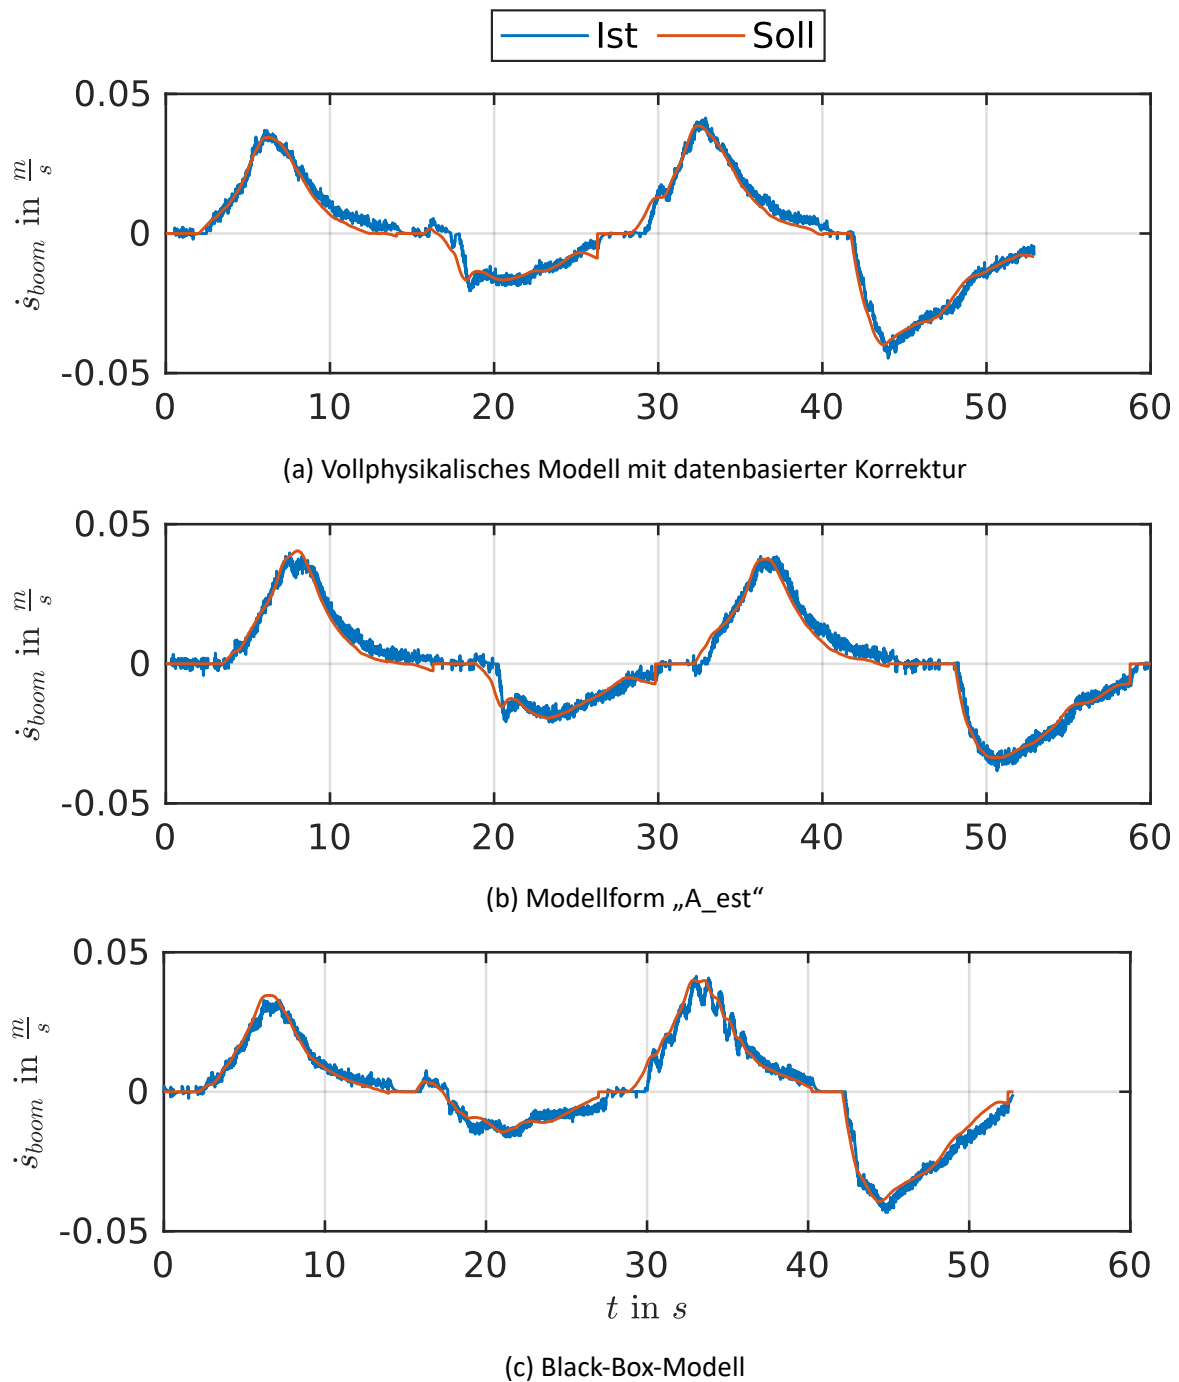 Ist Soll
0.05
0
-0.05
ṡ_boom in m/s
0 10 20 30 40 50 60
(a) Vollphysikalisches Modell mit datenbasierter Korrektur
0.05
0
-0.05
ṡ_boom in m/s
0 10 20 30 40 50 60
(b) Modellform „A_est“
0.05
0
-0.05
ṡ_boom in m/s
0 10 20 30 40 50 60
t in s
(c) Black-Box-Modell